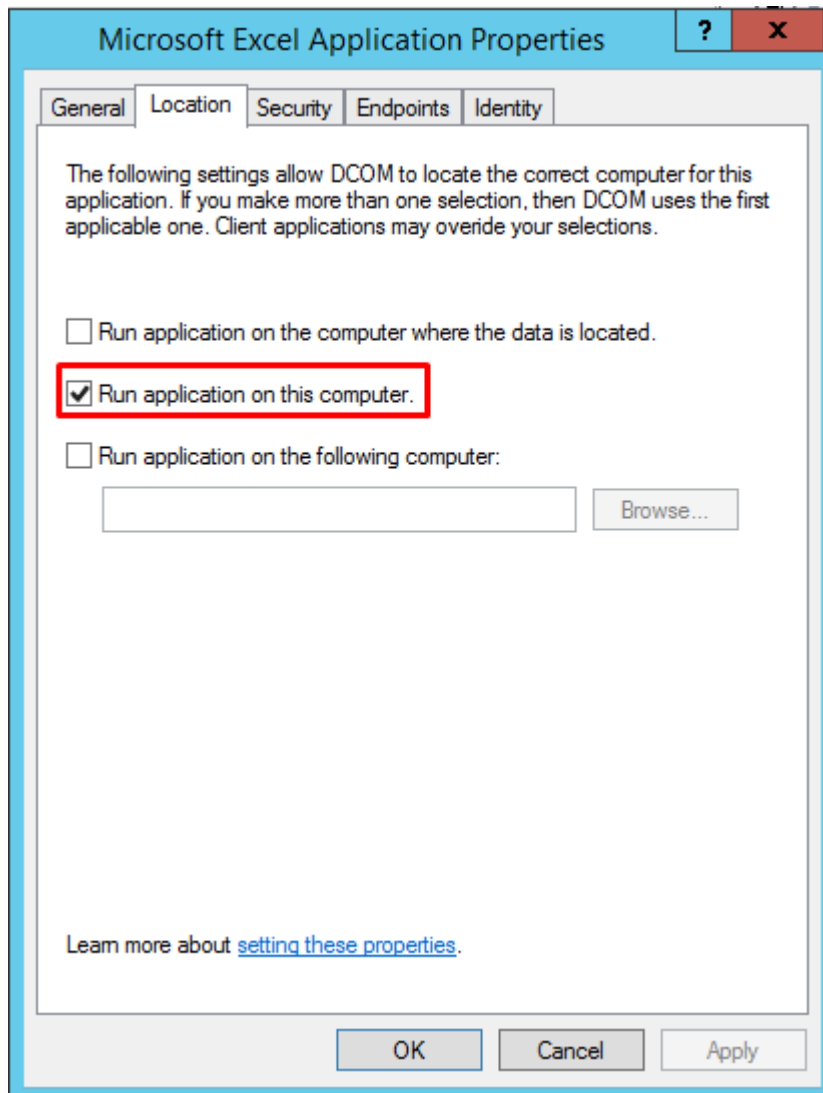 Microsoft Excel Application Properties
?
x
General
Location
Security
Endpoints
Identity
The following settings allow DCOM to locate the correct computer for this
application. If you make more than one selection, then DCOM uses the first
applicable one. Client applications may overide your selections.
Run application on the computer where the data is located.
Run application on this computer.
Run application on the following computer:
Browse...
Learn more about setting these properties.
OK
Cancel
Apply